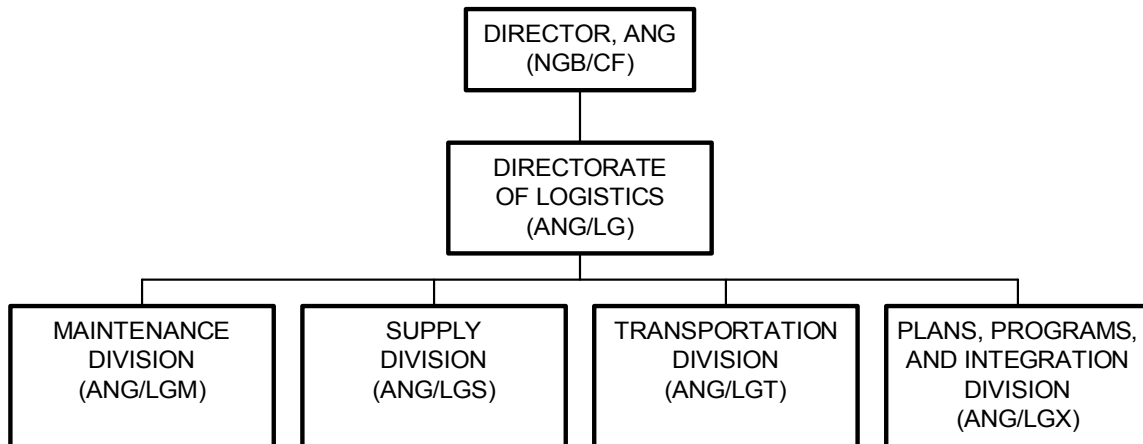 DIRECTOR, ANG
(NGB/CF)
DIRECTORATE
OF LOGISTICS
(ANG/LG)
MAINTENANCE
DIVISION
(ANG/LGM)
SUPPLY
DIVISION
(ANG/LGS)
TRANSPORTATION
DIVISION
(ANG/LGT)
PLANS, PROGRAMS,
AND INTEGRATION
DIVISION
(ANG/LGX)